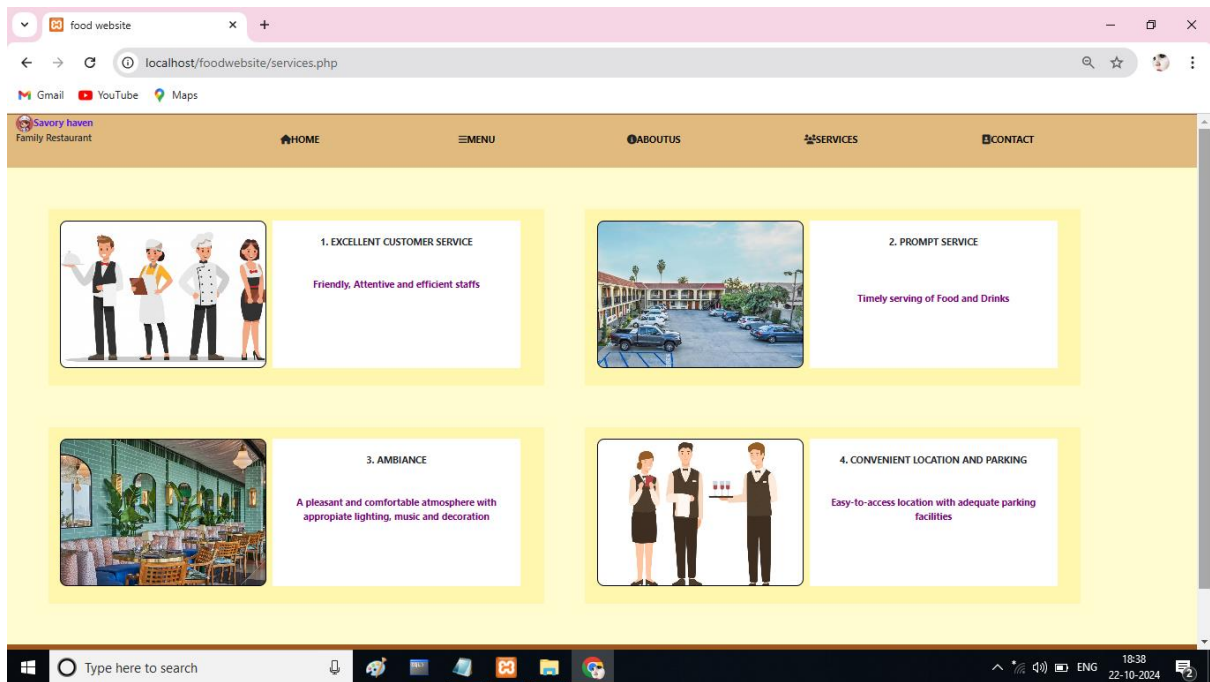 food website
localhost/foodwebsite/services.php
Gmail YouTube Maps
Savory haven
Family Restaurant
HOME MENU ABOUTUS SERVICES CONTACT
1. EXCELLENT CUSTOMER SERVICE
Friendly, Attentive and efficient staffs
2. PROMPT SERVICE
Timely serving of Food and Drinks
3. AMBIANCE
A pleasant and comfortable atmosphere with
appropiate lighting, music and decoration
4. CONVENIENT LOCATION AND PARKING
Easy-to-access location with adequate parking
facilities
Type here to search
ENG
18:38
22-10-2024
2